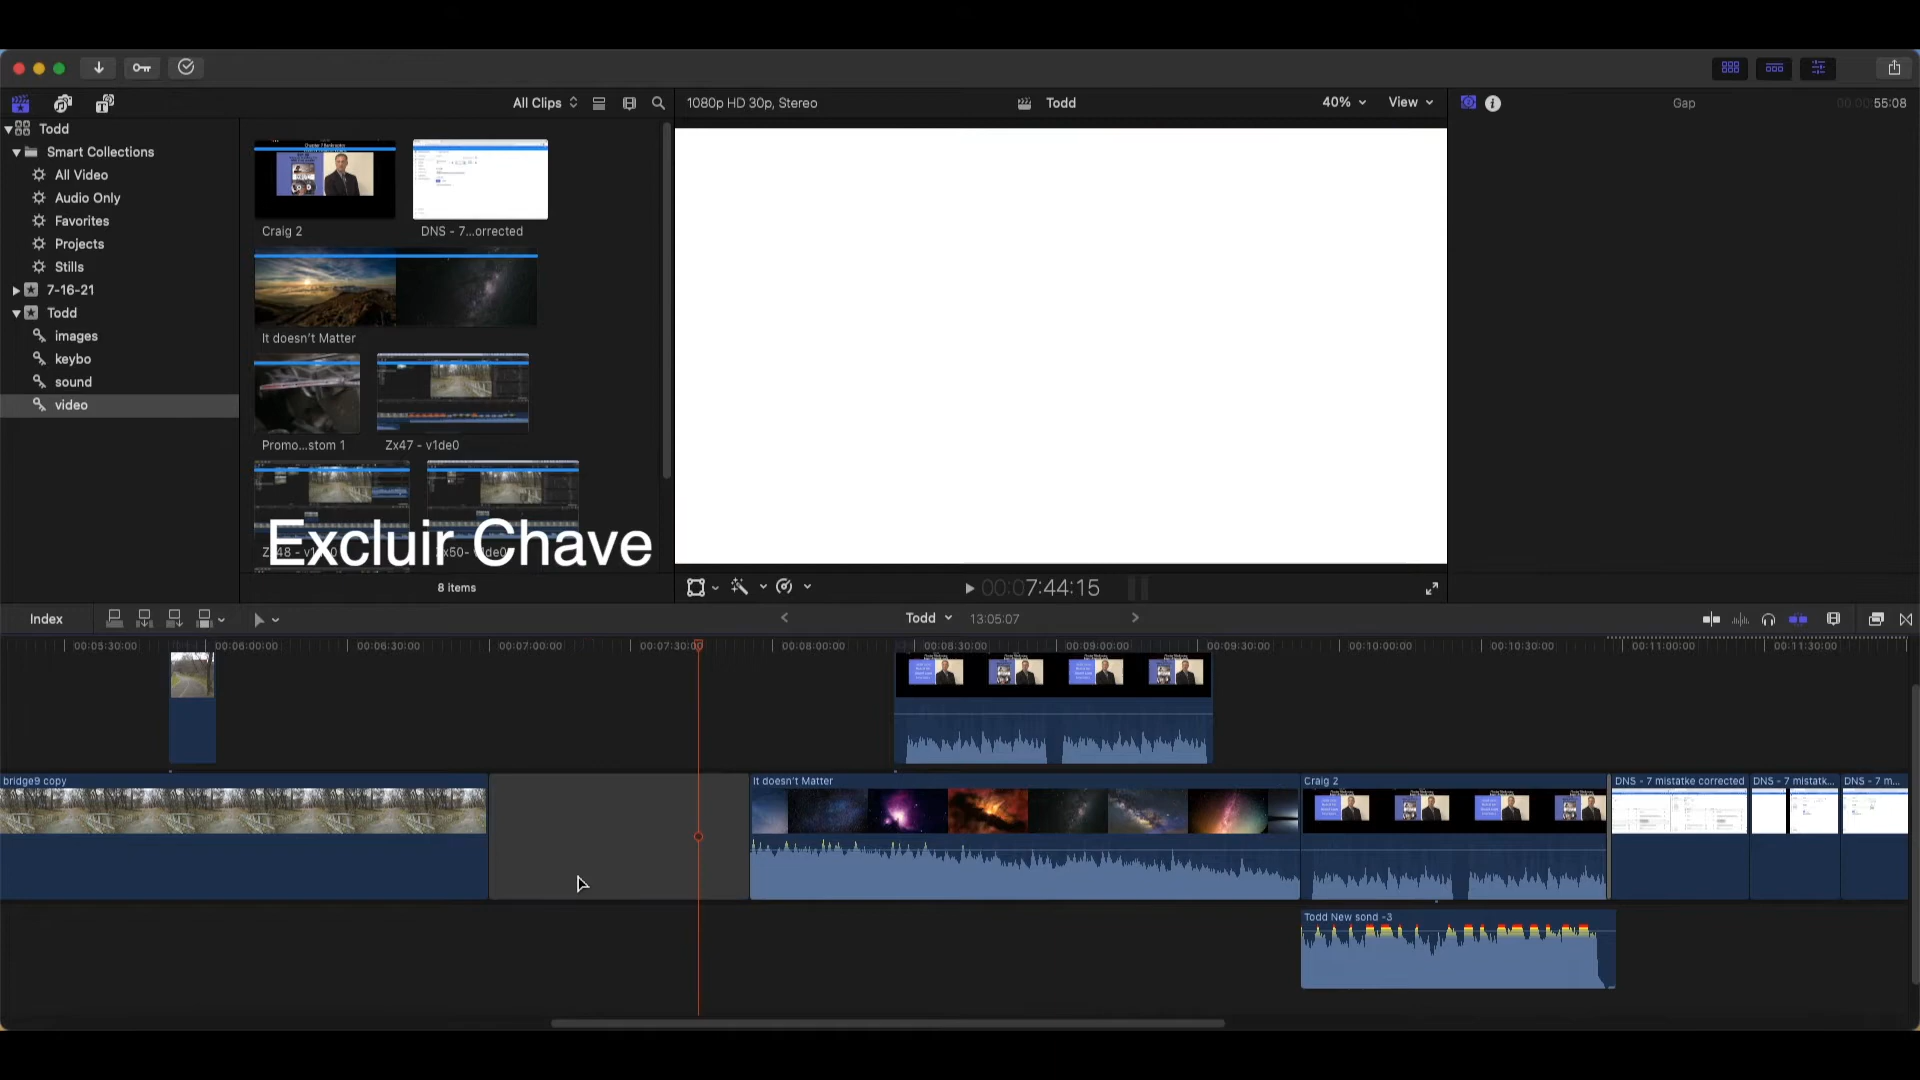 All Clips
1080p HD 30p, Stereo
Todd
40%
View
Gap
00:00:55:08
Todd
Smart Collections
All Video
Audio Only
Favorites
Projects
Stills
7-16-21
Todd
images
keybo
sound
video
Craig 2
DNS - 7...orrected
It doesn't Matter
Promo...stom 1
Zx47 - v1de0
Excluir Chave
8 items
00:07:44:15
Index
Todd
13:05:07
00:05:30:00
00:06:00:00
00:06:30:00
00:07:00:00
00:07:30:00
00:08:00:00
00:08:30:00
00:09:00:00
00:09:30:00
00:10:00:00
00:10:30:00
00:11:00:00
00:11:30:00
bridge9 copy
It doesn't Matter
Craig 2
DNS - 7 mistatke corrected
DNS - 7 mistatk...
DNS - 7 m...
Todd New sond -3